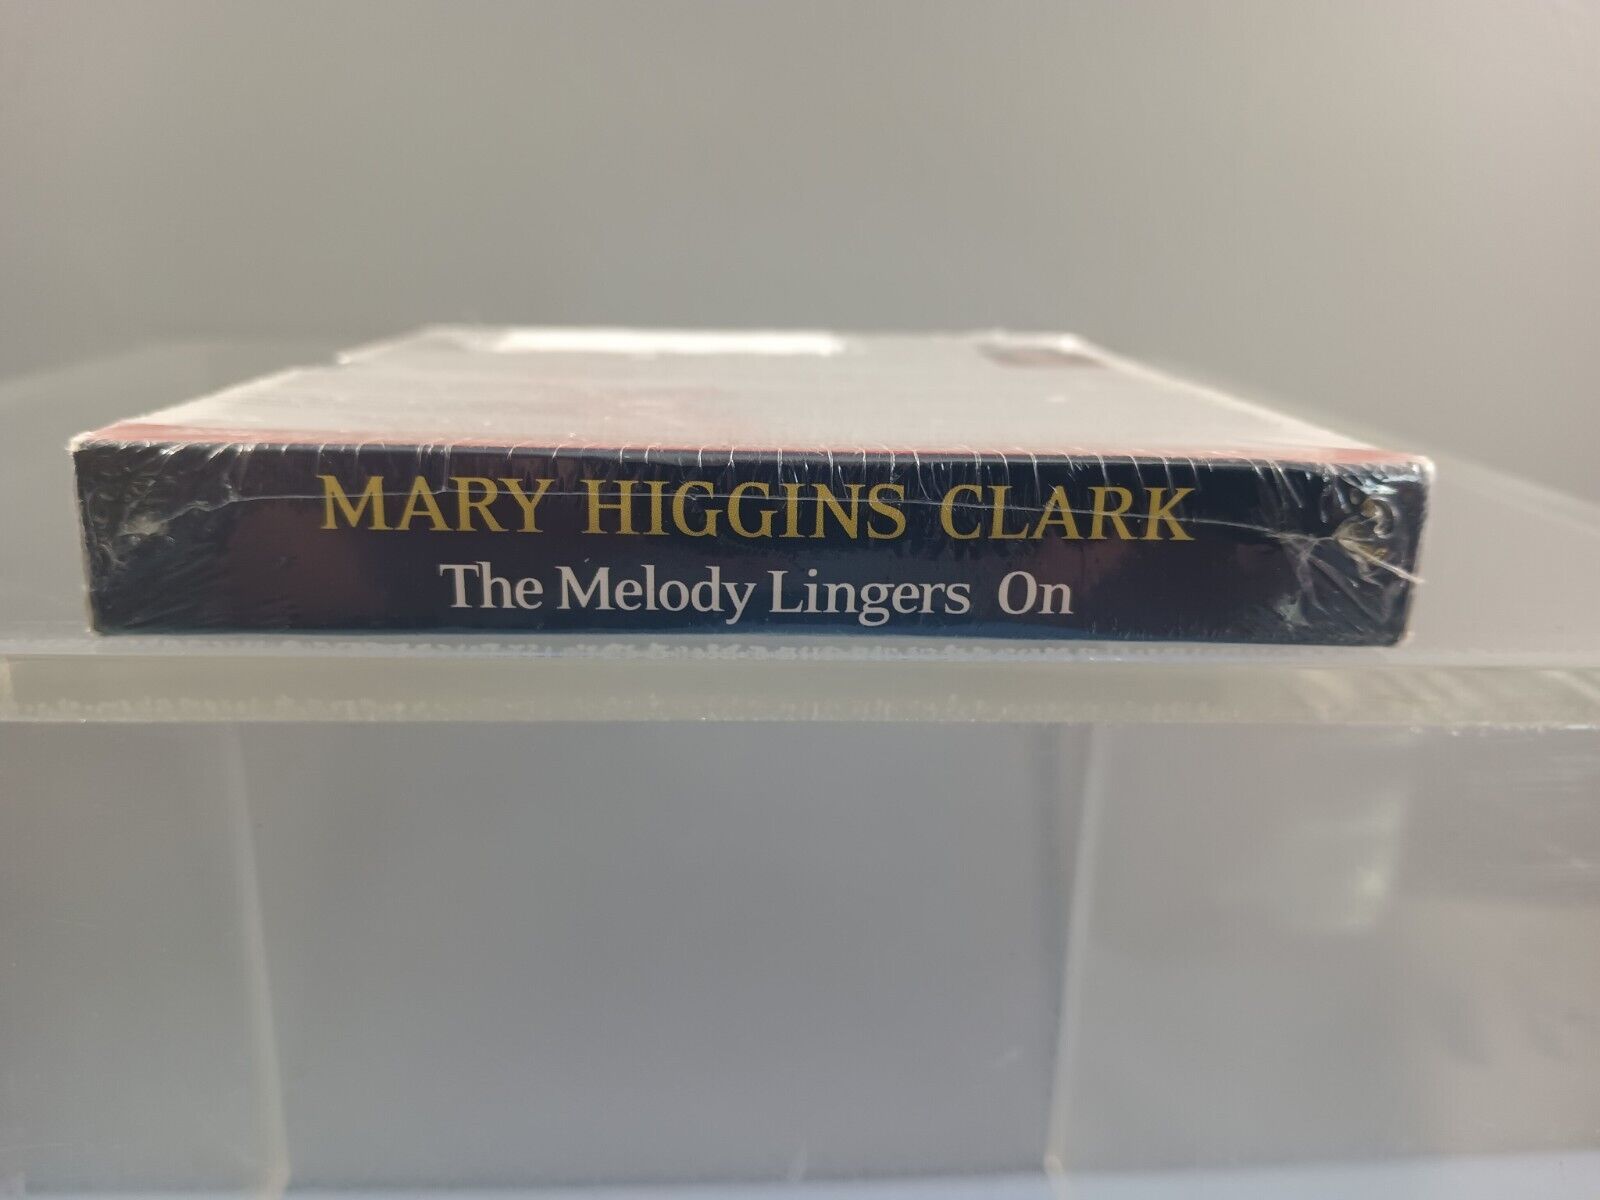 MARY HIGGINS CLARK
The Melody Lingers On